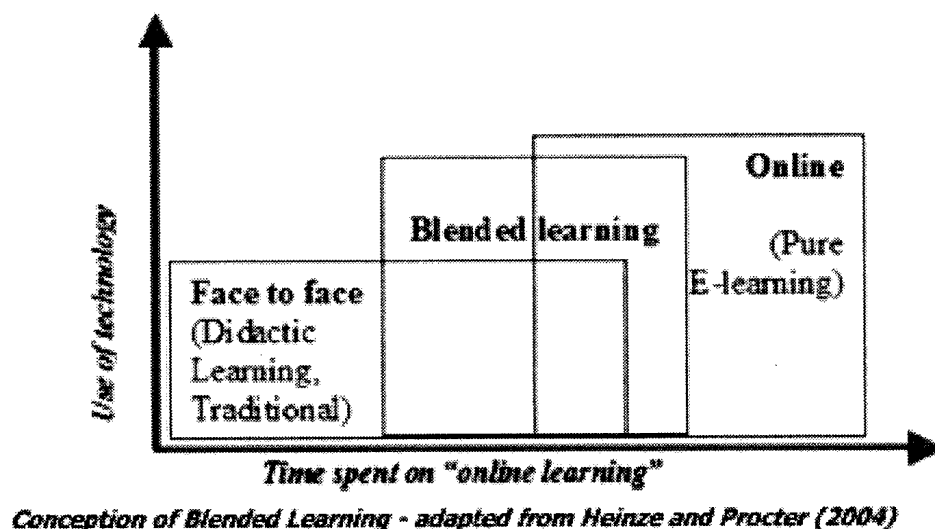 Use of technology
Face to face
(Didactic
Learning,
Traditional)
Blended learning
Online
(Pure
E-learning)
Time spent on "online learning"
Conception of Blended Learning - adapted from Heinze and Procter (2004)